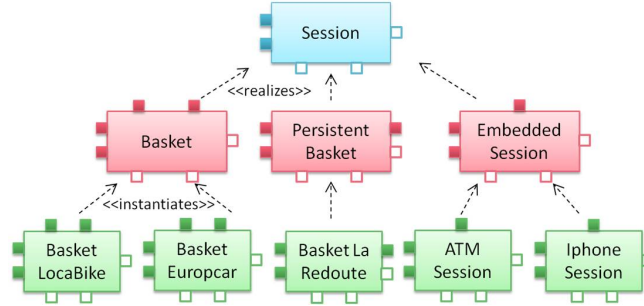 Session
<<realizes>>
Basket
Persistent
Basket
Embedded
Session
<<instantiates>>
Basket
LocaBike
Basket
Europcar
Basket La
Redoute
ATM
Session
Iphone
Session